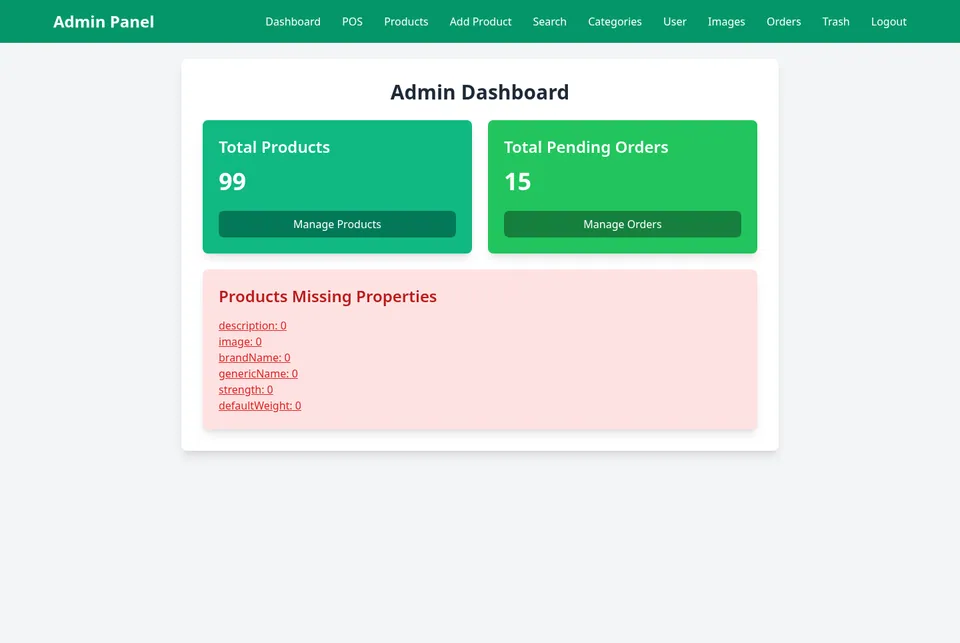 Admin Panel Dashboard POS Products Add Product Search Categories User Images Orders Trash Logout
Admin Dashboard
Total Products
99
Manage Products
Total Pending Orders
15
Manage Orders
Products Missing Properties
description: 0
image: 0
brandName: 0
genericName: 0
strength: 0
defaultWeight: 0